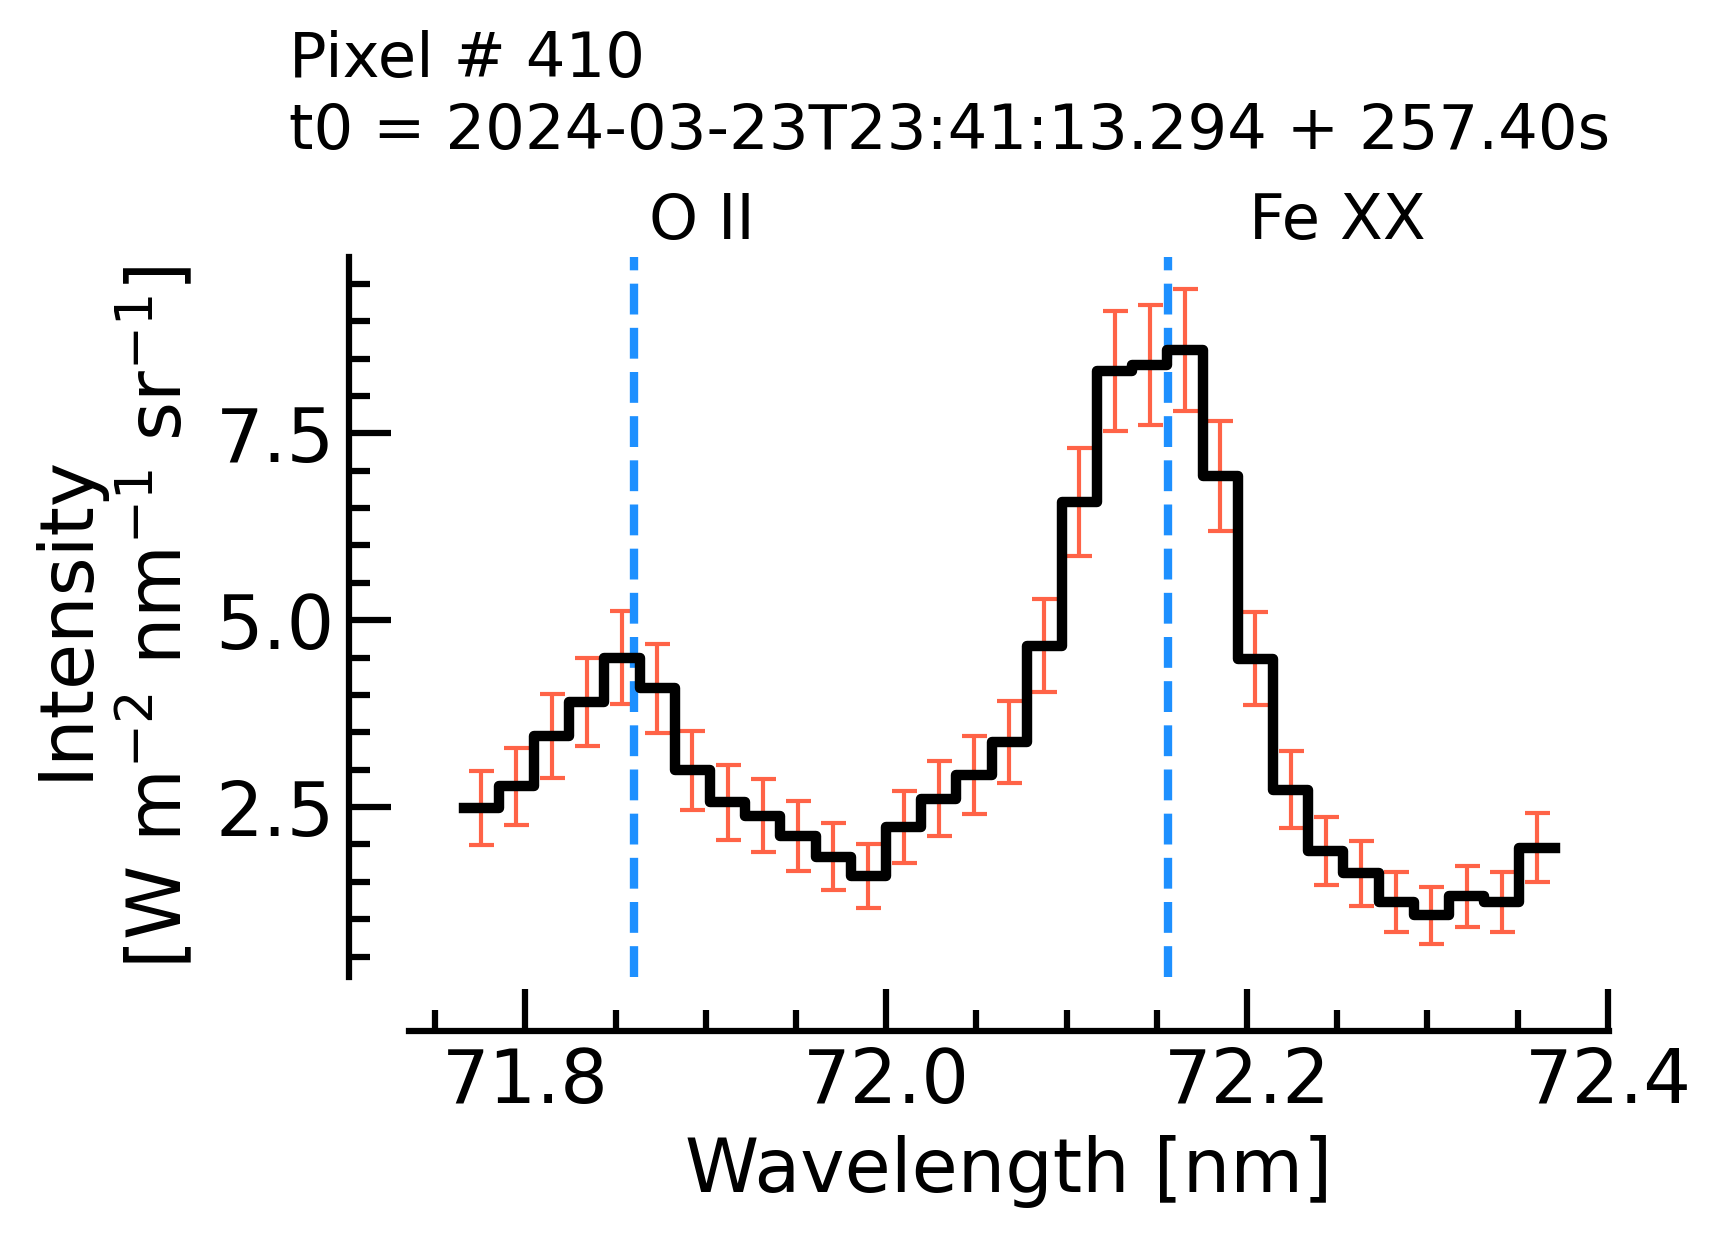 Pixel # 410
t0 = 2024-03-23T23:41:13.294 + 257.40s
O II
Fe XX
Intensity
[W m⁻² nm⁻¹ sr⁻¹]
7.5
5.0
2.5
71.8
72.0
72.2
72.4
Wavelength [nm]